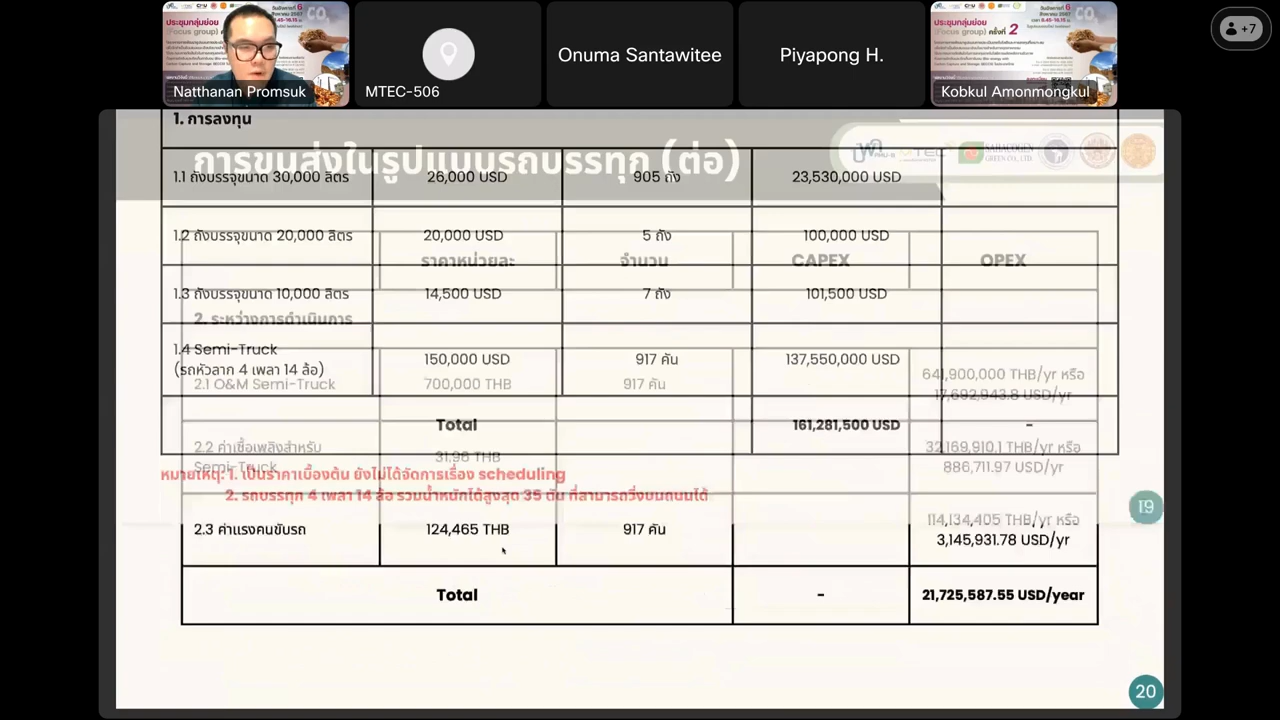 ประชุมกลุ่มย่อย
(Focus group) ครั้งที่ 2
Natthanan Promsuk
MTEC-506
Onuma Santawitee
Piyapong H.
Kobkul Amonmongkul
+7
1. การลงทุน
การขนส่งในรูปแบบรถบรรทุก (ต่อ)
1.1 ถังบรรจุขนาด 30,000 ลิตร 26,000 USD 905 ถัง 23,530,000 USD
1.2 ถังบรรจุขนาด 20,000 ลิตร 20,000 USD 5 ถัง 100,000 USD
ราคาหน่วยละ จำนวน CAPEX OPEX
1.3 ถังบรรจุขนาด 10,000 ลิตร 14,500 USD 7 ถัง 101,500 USD
2. ระหว่างการดำเนินการ
1.4 Semi-Truck
(รถหัวลาก 4 เพลา 14 ล้อ) 150,000 USD 917 คัน 137,550,000 USD
2.1 O&M Semi-Truck 700,000 THB 917 คัน 641,900,000 THB/yr หรือ
17,692,943.8 USD/yr
Total 161,281,500 USD -
2.2 ค่าเชื้อเพลิงสำหรับ
Semi-Truck 31.96 THB 32,169,910.1 THB/yr หรือ
886,711.97 USD/yr
หมายเหตุ: 1. เป็นราคาเบื้องต้น ยังไม่ได้จัดการเรื่อง scheduling
2. รถบรรทุก 4 เพลา 14 ล้อ รวมน้ำหนักได้สูงสุด 35 ตัน ที่สามารถวิ่งบนถนนได้
19
2.3 ค่าแรงคนขับรถ 124,465 THB 917 คัน 114,134,405 THB/yr หรือ
3,145,931.78 USD/yr
Total - 21,725,587.55 USD/year
20